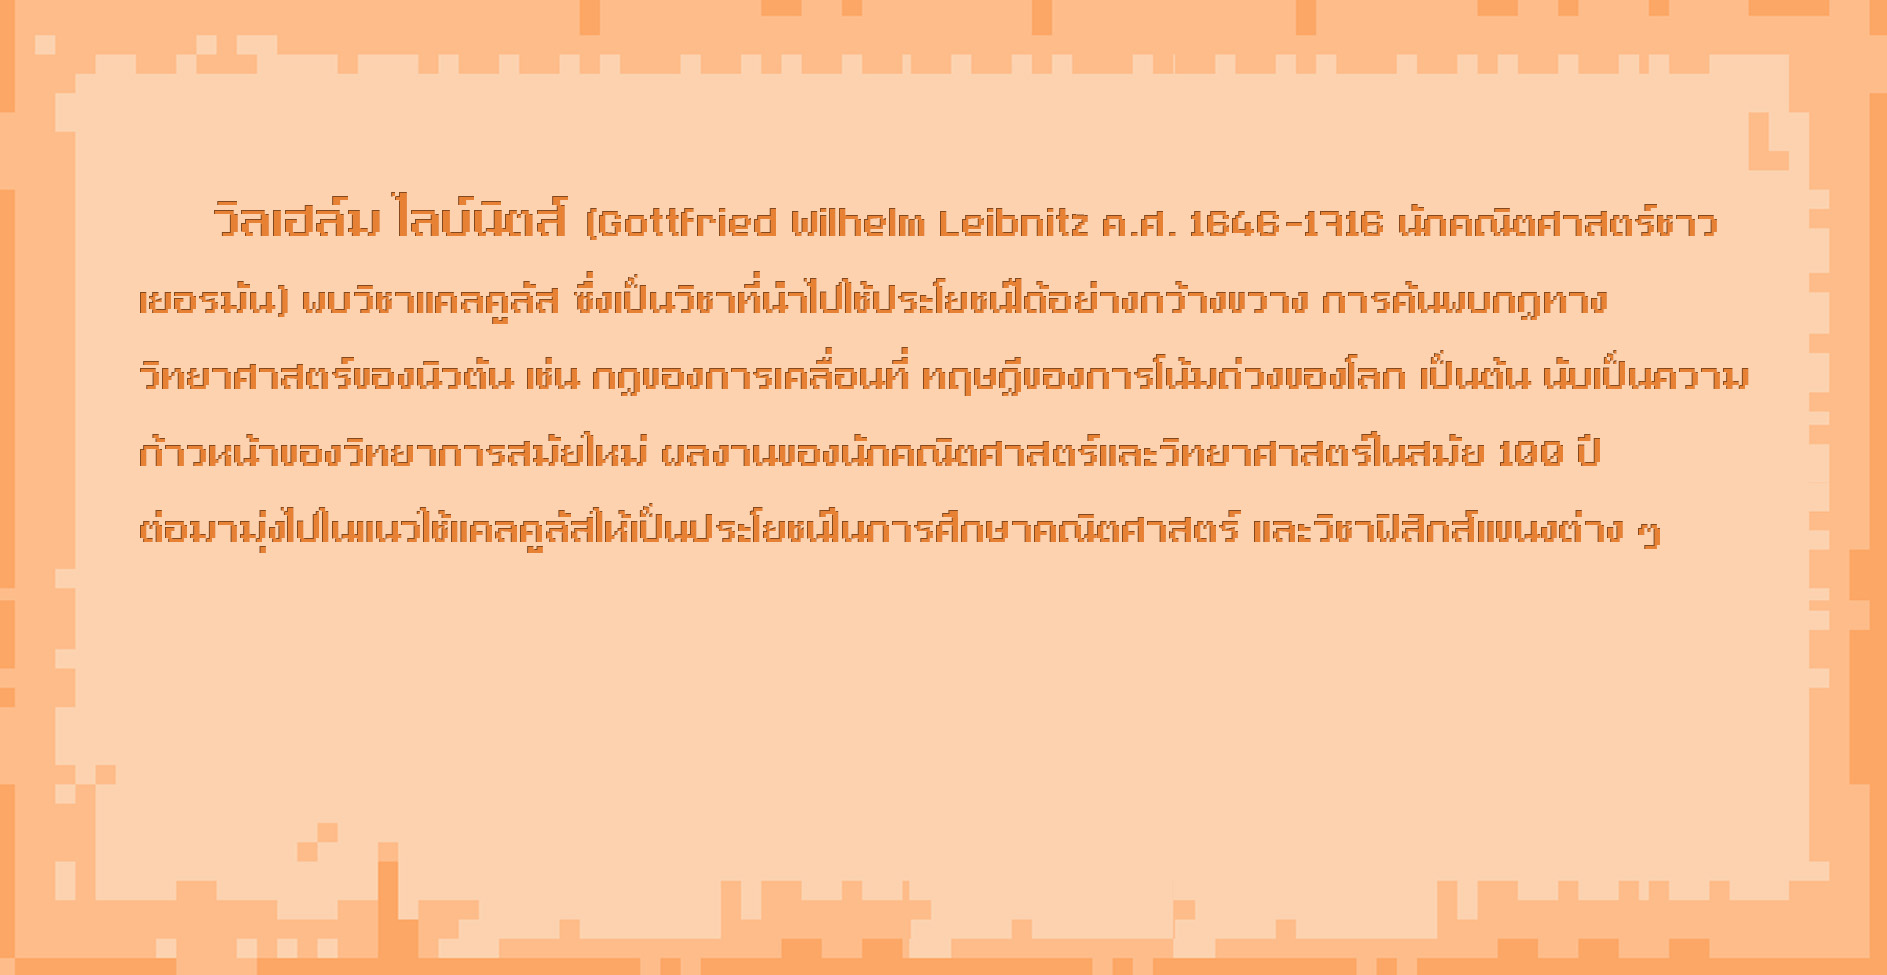 วิลเฮล์ม ไลบ์นิตส์ (Gottfried Wilhelm Leibnitz ค.ศ. 1646-1716 นักคณิตศาสตร์ชาว
เยอรมัน) พบวิชาแคลคูลัส ซึ่งเป็นวิชาที่นำไปใช้ประโยชน์ได้อย่างกว้างขวาง การค้นพบกฎทาง
วิทยาศาสตร์ของนิวตัน เช่น กฎของการเคลื่อนที่ ทฤษฎีของการโน้มถ่วงของโลก เป็นต้น นับเป็นความ
ก้าวหน้าของวิทยาการสมัยใหม่ ผลงานของนักคณิตศาสตร์และวิทยาศาสตร์ในสมัย 100 ปี
ต่อมามุ่งไปในแนวใช้แคลคูลัสให้เป็นประโยชน์ในการศึกษาคณิตศาสตร์ และวิชาฟิสิกส์แขนงต่าง ๆ